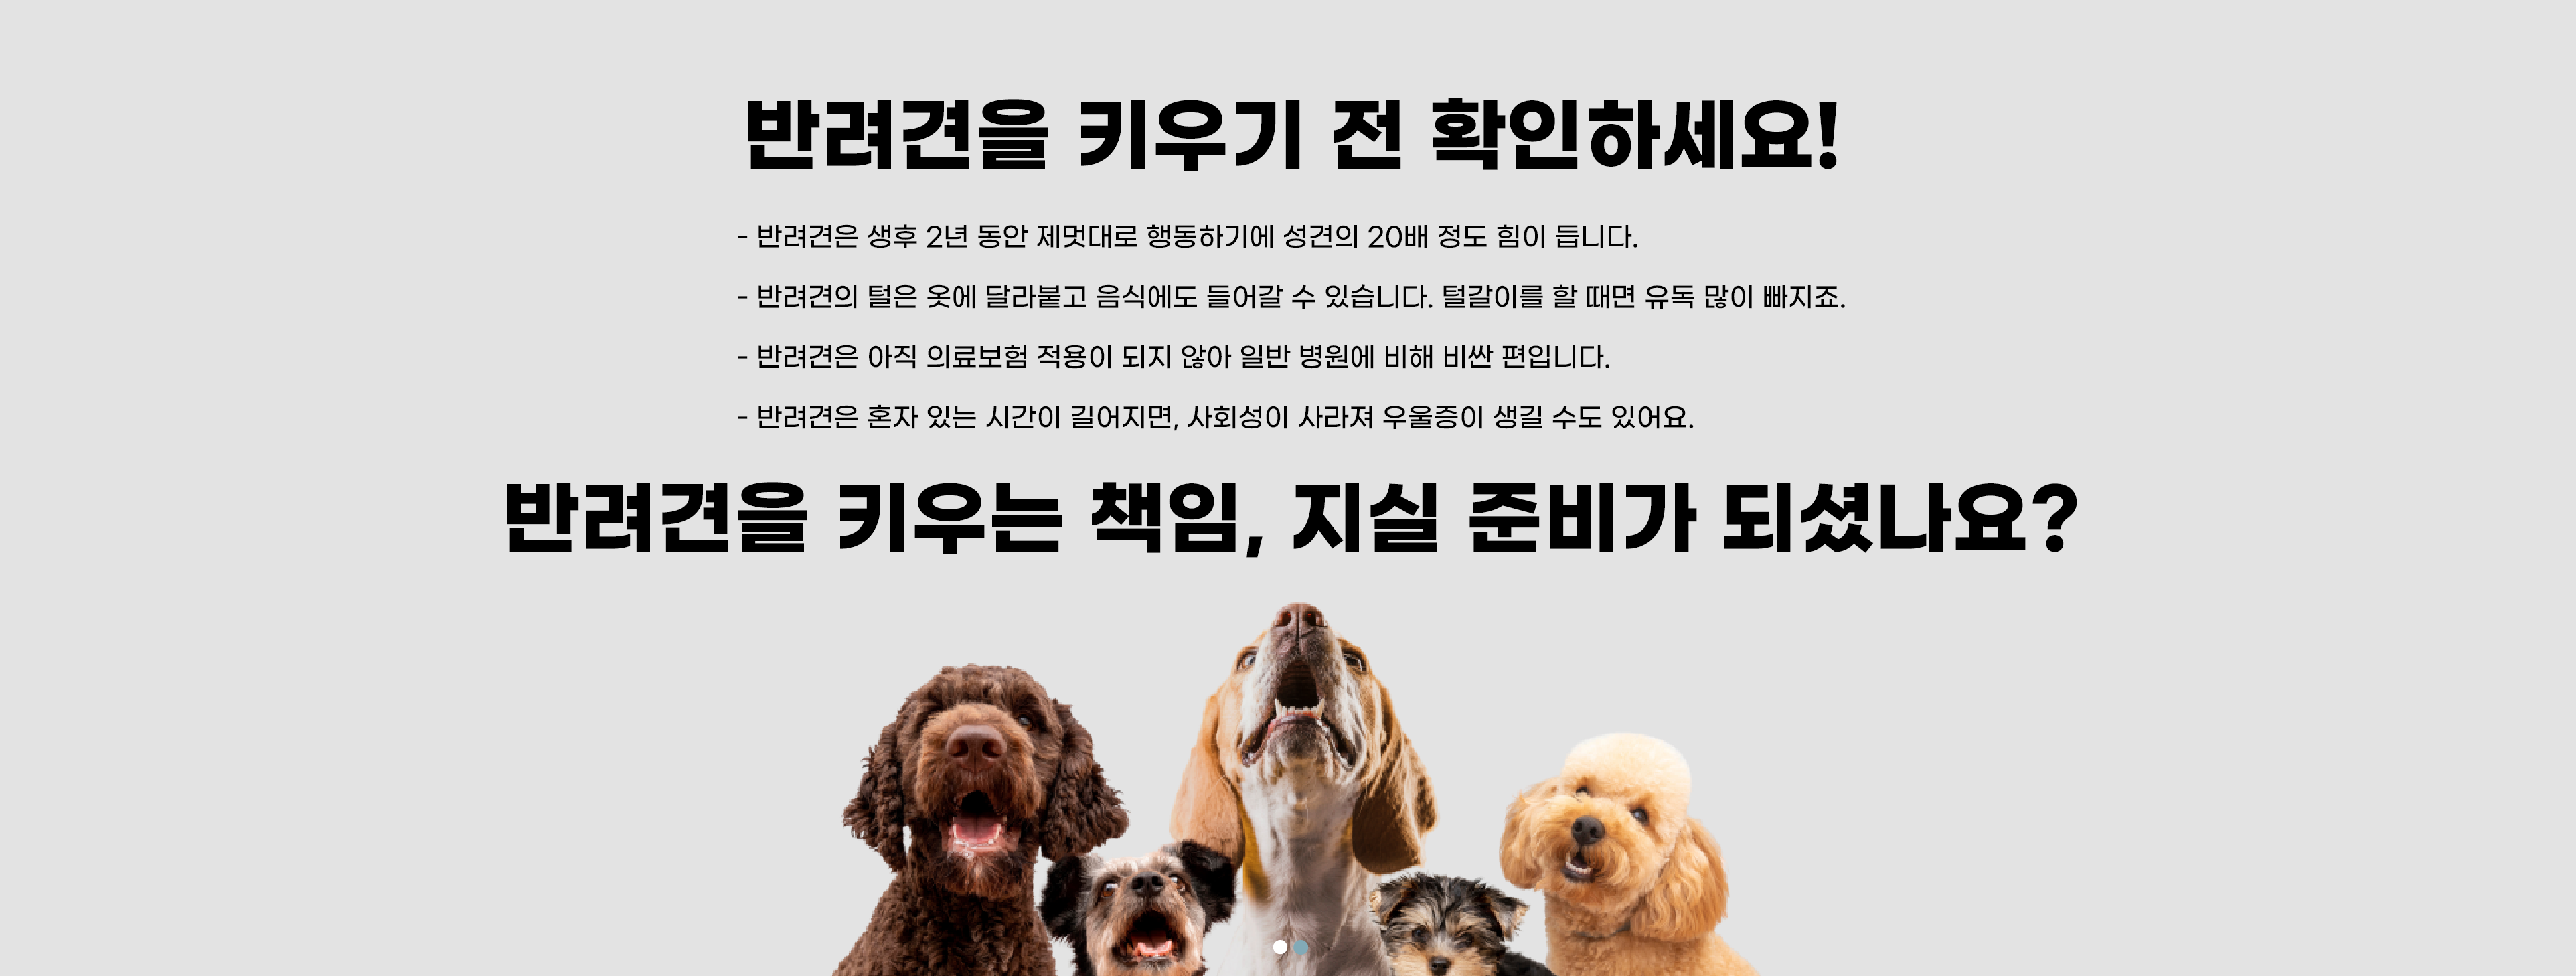 반려견을 키우기 전 확인하세요!
- 반려견은 생후 2년 동안 제멋대로 행동하기에 성견의 20배 정도 힘이 듭니다.
- 반려견의 털은 옷에 달라붙고 음식에도 들어갈 수 있습니다. 털갈이를 할 때면 유독 많이 빠지죠.
- 반려견은 아직 의료보험 적용이 되지 않아 일반 병원에 비해 비싼 편입니다.
- 반려견은 혼자 있는 시간이 길어지면, 사회성이 사라져 우울증이 생길 수도 있어요.
반려견을 키우는 책임, 지실 준비가 되셨나요?